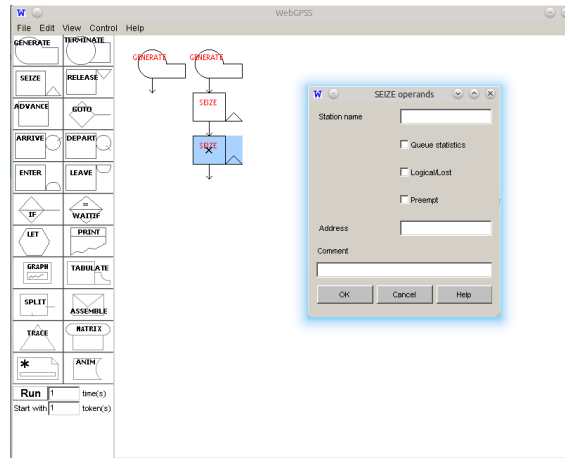 WebGPSS
File Edit View Control Help
GENERATE TERMINATE
SEIZE RELEASE
ADVANCE GOTO
ARRIVE DEPART
ENTER LEAVE
IF = WAITIF
LET PRINT
GRAPH TABULATE
SPLIT ASSEMBLE
TRACE MATRIX
* ANIM
Run 1 time(s)
Start with 1 token(s)
GENERATE GENERATE
SEIZE
SEIZE
SEIZE operands
Station name
Queue statistics
Logical/Lost
Preempt
Address
Comment
OK Cancel Help